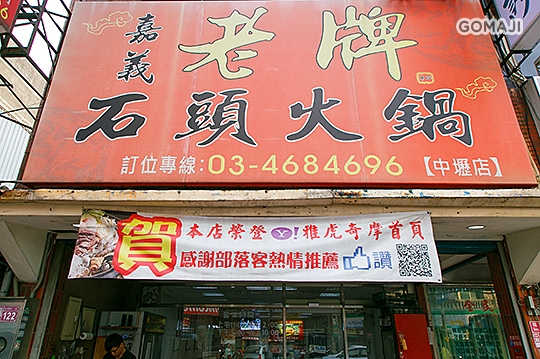 GOMAJI
嘉義
老牌
石頭火鍋
訂位專線:03-4684696【中壢店】
賀
本店榮登 Y! 雅虎奇摩首頁
感謝部落客熱情推薦 讚
122